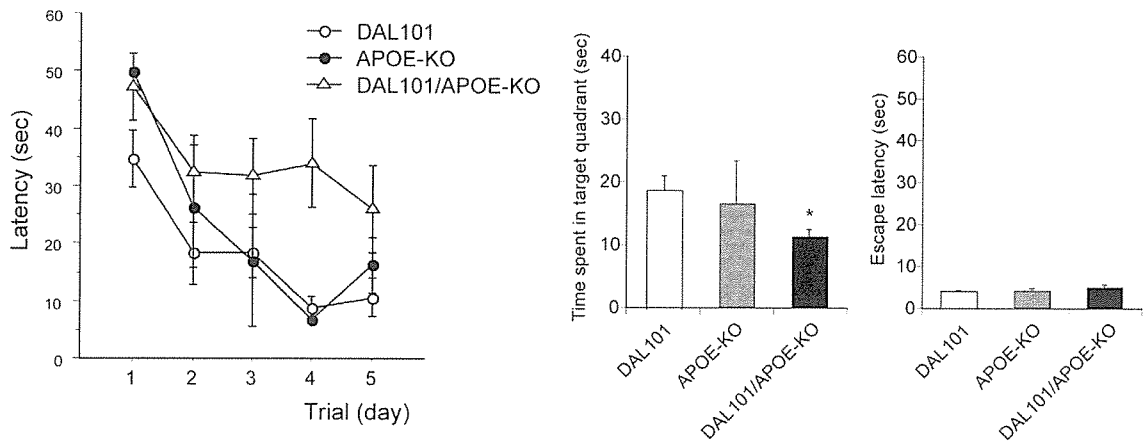 60
50
40
30
20
10
0
Latency (sec)
1 2 3 4 5
Trial (day)
DAL101
APOE-KO
DAL101/APOE-KO
40
30
20
10
0
Time spent in target quadrant (sec)
*
DAL101
APOE-KO
DAL101/APOE-KO
60
50
40
30
20
10
0
Escape latency (sec)
DAL101
APOE-KO
DAL101/APOE-KO